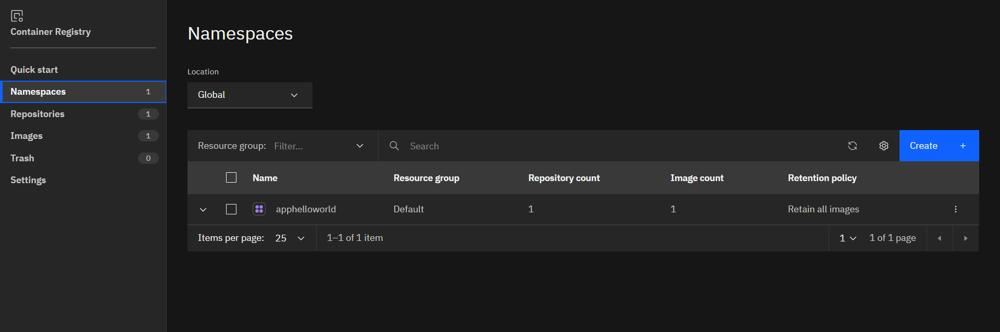 Container Registry
Quick start
Namespaces 1
Repositories 1
Images 1
Trash 0
Settings
Namespaces
Location
Global
Resource group: Filter... Search Create +
Name Resource group Repository count Image count Retention policy
apphelloworld Default 1 1 Retain all images
Items per page: 25 1–1 of 1 item 1 1 of 1 page